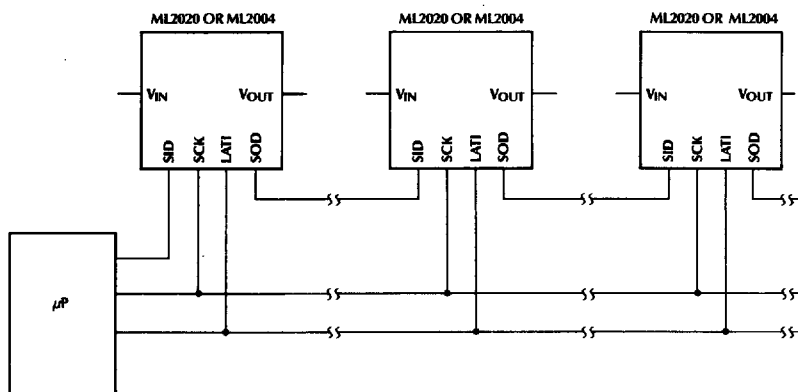 ML2020 OR ML2004 ML2020 OR ML2004 ML2020 OR ML2004
VIN VOUT VIN VOUT VIN VOUT
SID SCK LATI SOD SID SCK LATI SOD SID SCK LATI SOD
μP